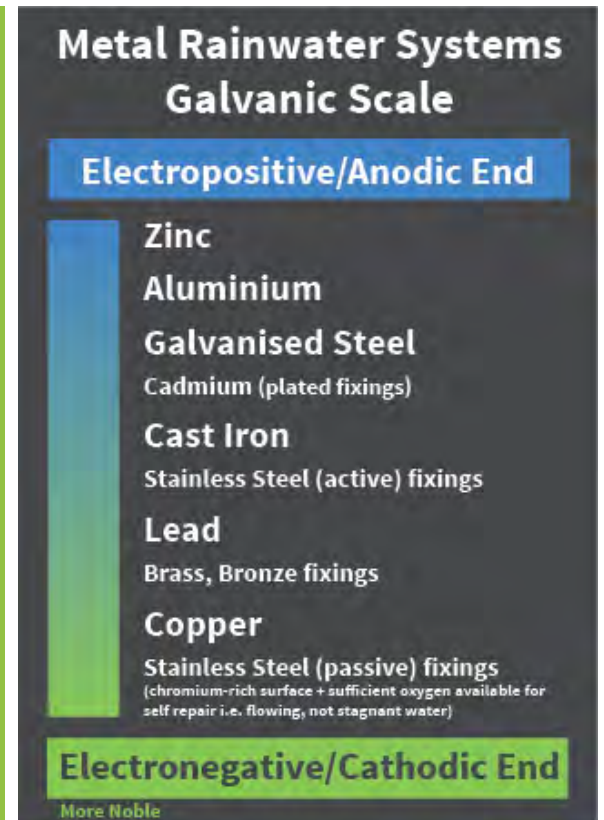 Metal Rainwater Systems
Galvanic Scale
Electropositive/Anodic End
Zinc
Aluminium
Galvanised Steel
Cadmium (plated fixings)
Cast Iron
Stainless Steel (active) fixings
Lead
Brass, Bronze fixings
Copper
Stainless Steel (passive) fixings
(chromium-rich surface + sufficient oxygen available for
self repair i.e. flowing, not stagnant water)
Electronegative/Cathodic End
More Noble